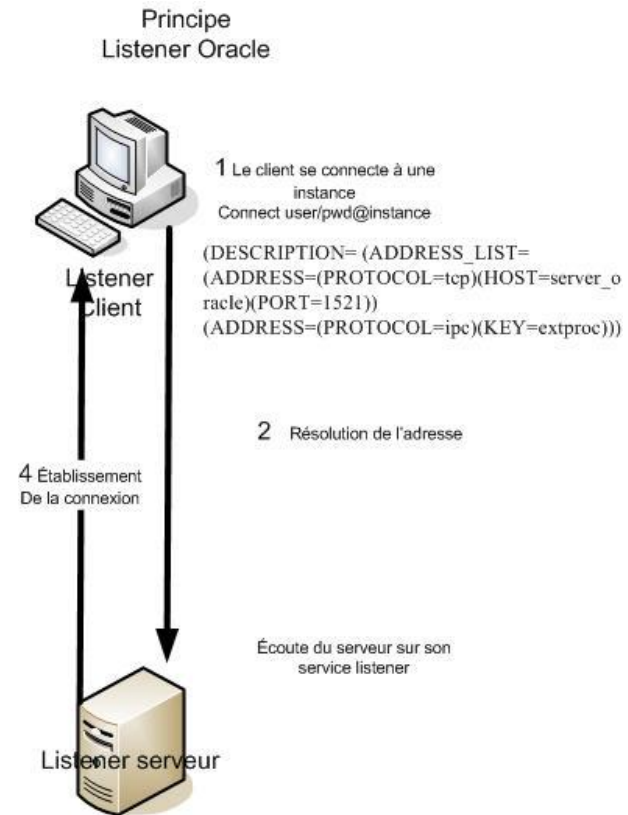 Principe
Listener Oracle
1 Le client se connecte à une
instance
Connect user/pwd@instance
(DESCRIPTION= (ADDRESS_LIST=
(ADDRESS=(PROTOCOL=tcp)(HOST=server_o
racle)(PORT=1521))
(ADDRESS=(PROTOCOL=ipc)(KEY=extproc)))
Listener
Client
2 Résolution de l'adresse
4 Établissement
De la connexion
Écoute du serveur sur son
service listener
Listener serveur